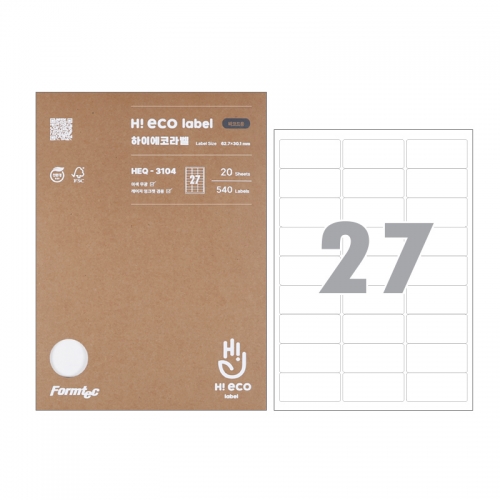 H! eco label
하이에코라벨 Label Size 62.7×30.1 mm
HEQ - 3104 27 20 Sheets
540 Labels
FSC
27
H!
H! eco
label
Formtec